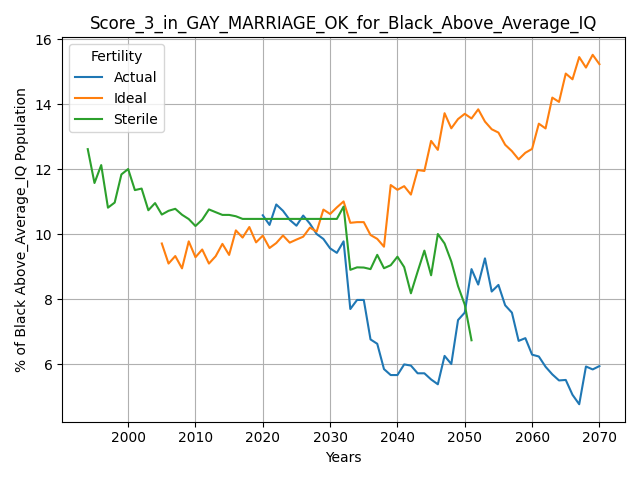 Score_3_in_GAY_MARRIAGE_OK_for_Black_Above_Average_IQ
% of Black Above_Average_IQ Population
16
14
12
10
8
6
Fertility
Actual
Ideal
Sterile
2000 2010 2020 2030 2040 2050 2060 2070
Years